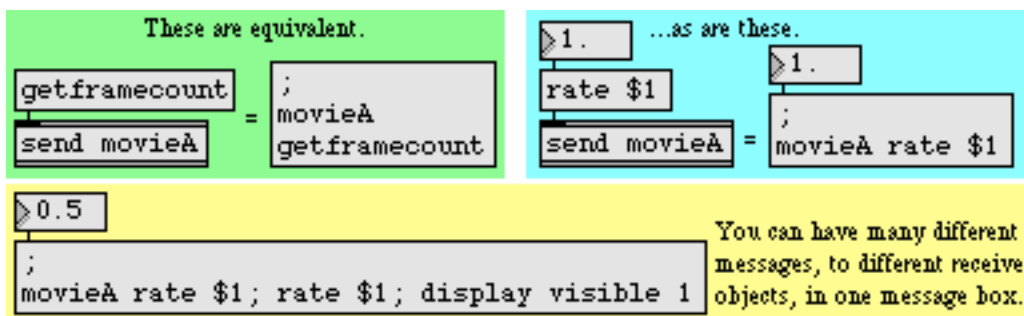 These are equivalent.
getframecount
send movieA
=
;
movieA
getframecount
...as are these.
1.
rate $1
send movieA
=
1.
;
movieA rate $1
0.5
;
movieA rate $1; rate $1; display visible 1
You can have many different
messages, to different receive
objects, in one message box.